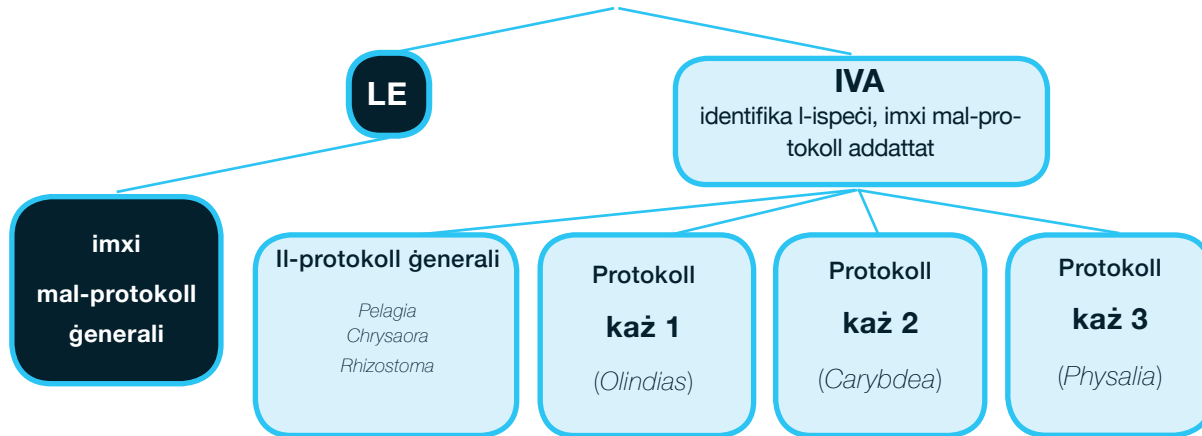 LE
IVA
identifika l-ispeċi, imxi mal-pro-
tokoll addattat
imxi
mal-protokoll
ġenerali
Il-protokoll ġenerali
Pelagia
Chrysaora
Rhizostoma
Protokoll
każ 1
(Olindias)
Protokoll
każ 2
(Carybdea)
Protokoll
każ 3
(Physalia)